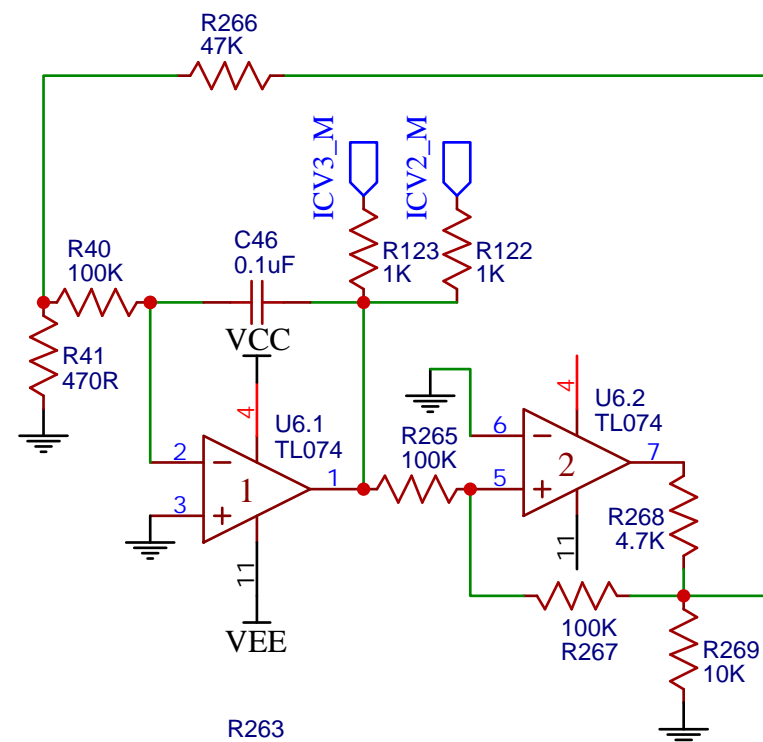 R266
47K
ICV3_M
ICV2_M
R40
100K
C46
0.1uF
R123
1K
R122
1K
VCC
R41
470R
4
U6.1
TL074
4
U6.2
TL074
R265
100K
2
1
1
3
6
2
7
5
R268
4.7K
11
11
VEE
100K
R267
R269
10K
R263